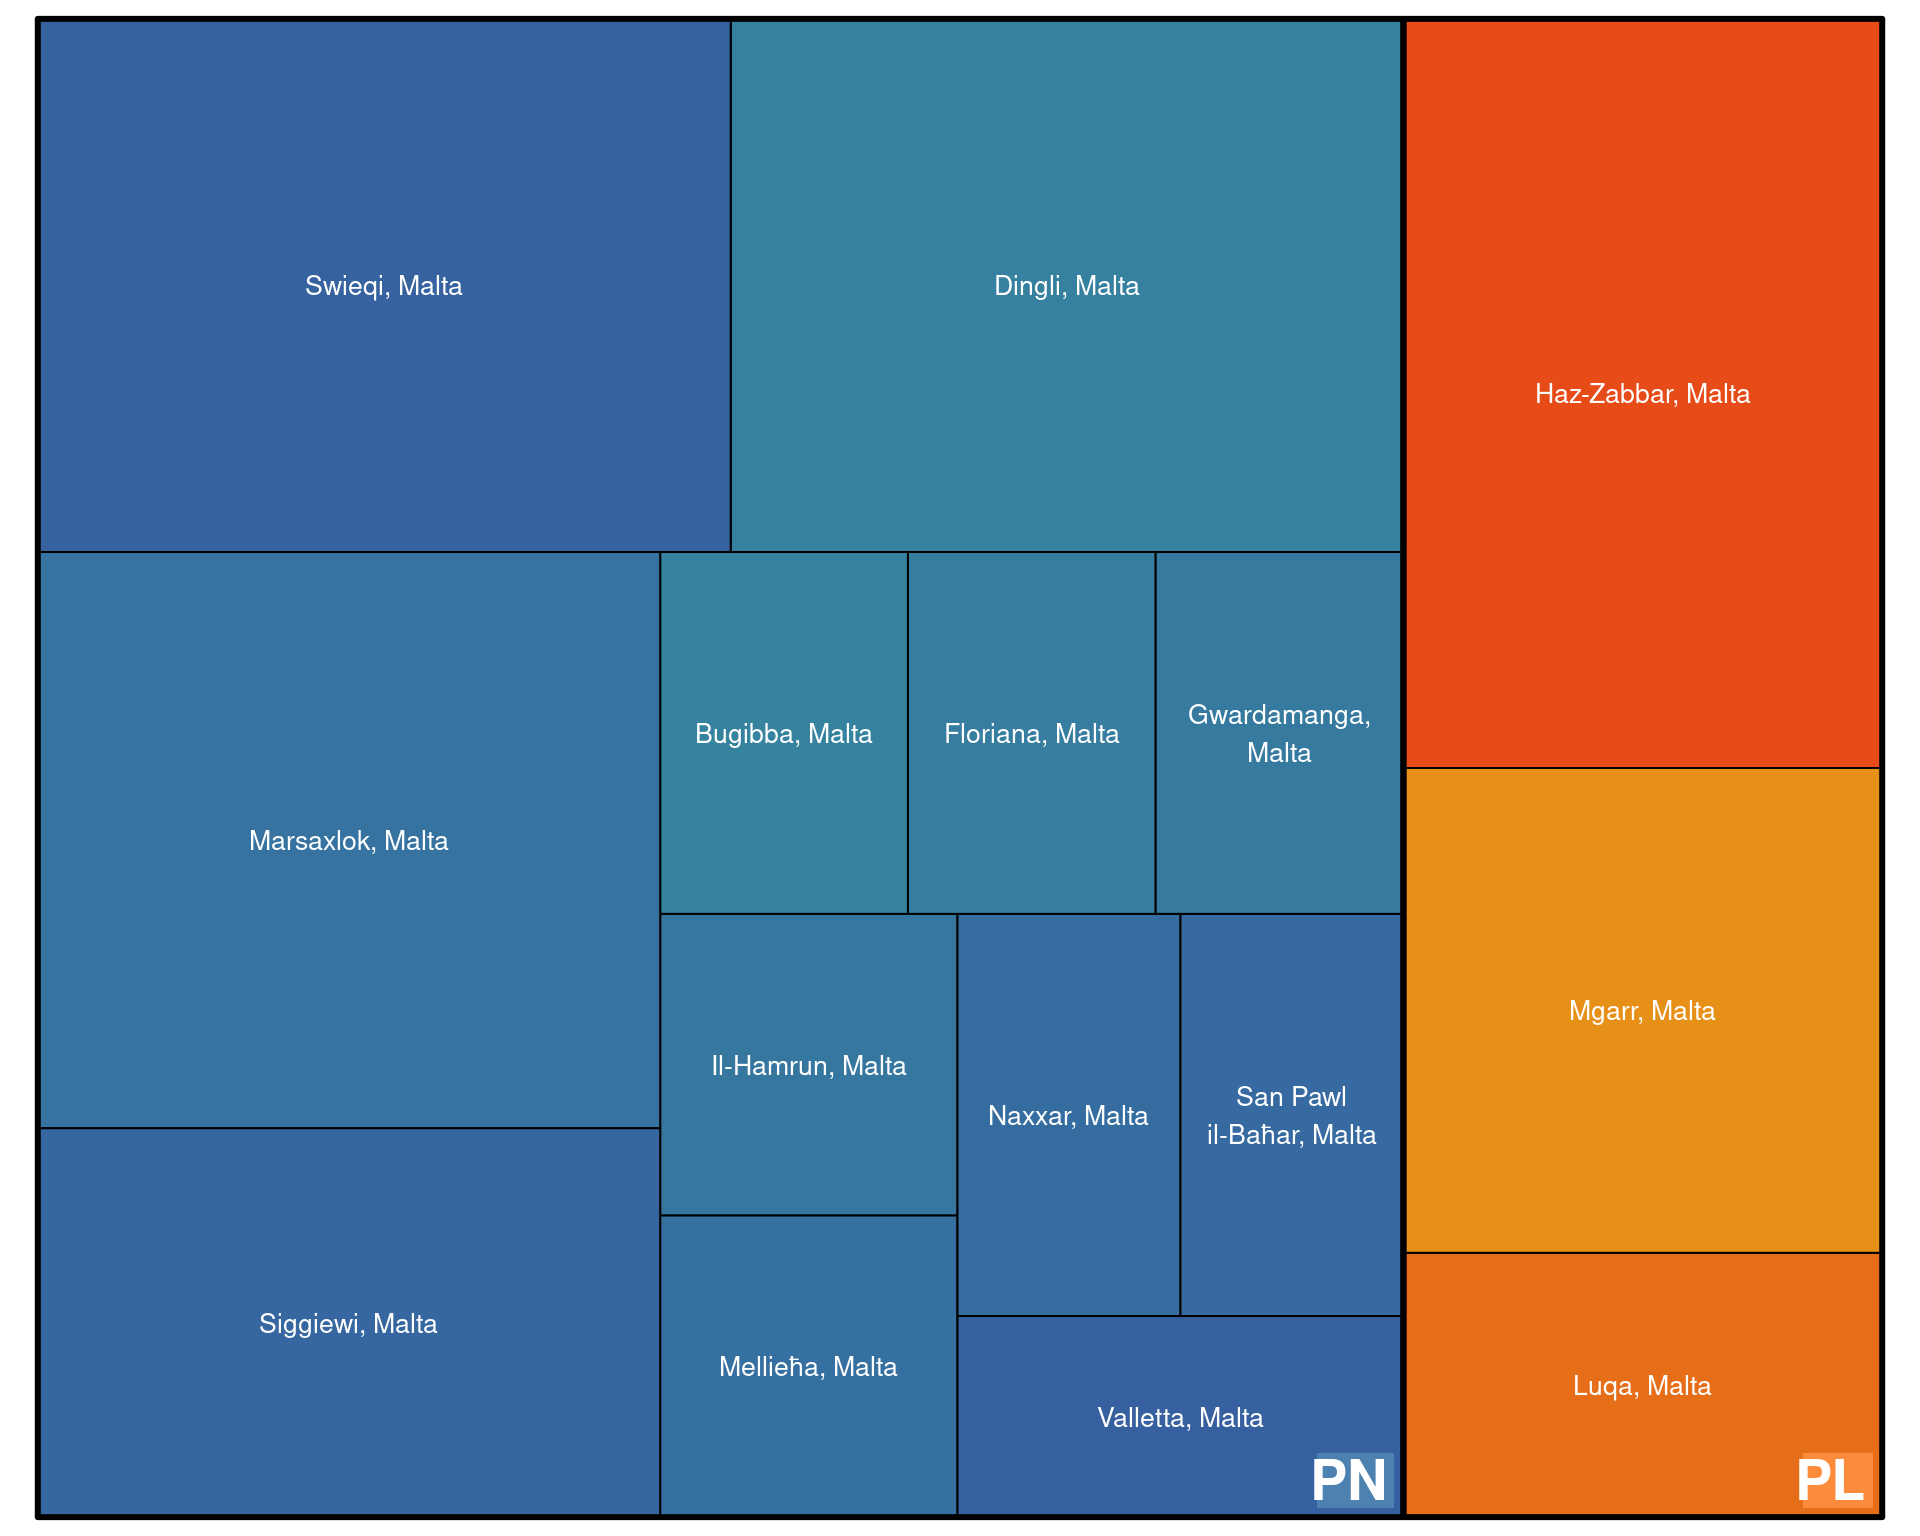 Swieqi, Malta
Dingli, Malta
Haz-Zabbar, Malta
Marsaxlok, Malta
Bugibba, Malta
Floriana, Malta
Gwardamanga,
Malta
Mgarr, Malta
Il-Hamrun, Malta
Naxxar, Malta
San Pawl
il-Baħar, Malta
Siggiewi, Malta
Mellieħa, Malta
Valletta, Malta
Luqa, Malta
PN
PL